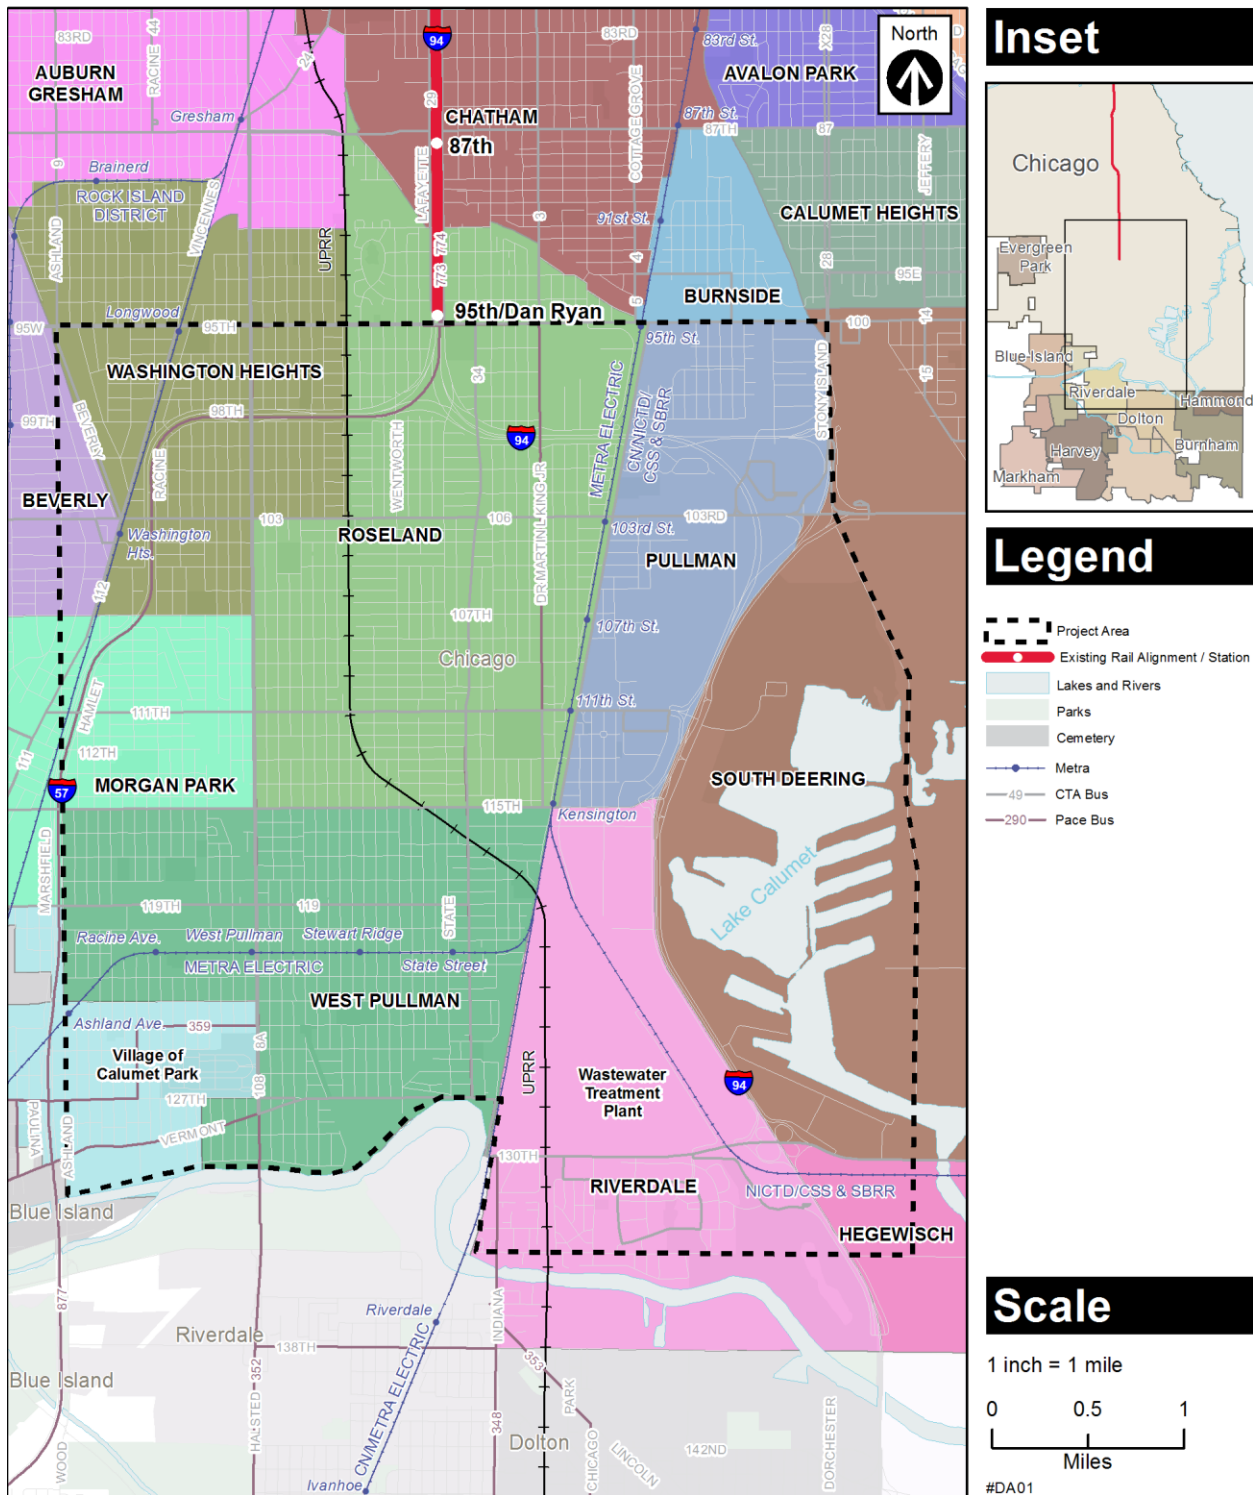 83RD
RACINE
44
24
94
83RD
83rd St.
X28
North
AUBURN
GRESHAM
AVALON PARK
29
CHATHAM
COTTAGE GROVE
Gresham
87th St.
87TH
87
87th
9
Brainerd
ROCK ISLAND
DISTRICT
VINCENNES
LAFAYETTE
JEFFERY
3
91st St.
CALUMET HEIGHTS
ASHLAND
UPRR
774
773
4
28
95E
5
BURNSIDE
Longwood
95W
95TH
95th/Dan Ryan
95th St.
100
14
15
WASHINGTON HEIGHTS
34
STONY ISLAND
BEVERLY
99TH
98TH
94
METRA ELECTRIC
CN/NICTD/
CSS & SBRR
RACINE
WENTWORTH
DR MARTIN L KING JR
BEVERLY
103
106
103RD
103rd St.
Washington
Hts.
ROSELAND
PULLMAN
112
107TH
107th St.
Chicago
HAMLET
111TH
111th St.
111
112TH
57
MORGAN PARK
SOUTH DEERING
115TH
Kensington
MARSHFIELD
119TH
119
STATE
Lake Calumet
Racine Ave.
West Pullman
Stewart Ridge
METRA ELECTRIC
State Street
WEST PULLMAN
Ashland Ave.
359
8A
Village of
Calumet Park
UPRR
Wastewater
Treatment
Plant
94
108
127TH
PAULINA
ASHLAND
VERMONT
130TH
RIVERDALE
NICTD/CSS & SBRR
Blue Island
HEGEWISCH
877
Riverdale
Riverdale
INDIANA
138TH
353
352
CN/METRA ELECTRIC
Blue Island
PARK
HALSTED
348
CHICAGO
DORCHESTER
Dolton
142ND
LINCOLN
WOOD
Ivanhoe
Inset
Chicago
Evergreen
Park
Blue Island
Riverdale
Hammond
Dolton
Harvey
Burnham
Markham
Legend
Project Area
Existing Rail Alignment / Station
Lakes and Rivers
Parks
Cemetery
Metra
49 CTA Bus
290 Pace Bus
Scale
1 inch = 1 mile
0 0.5 1
Miles
#DA01